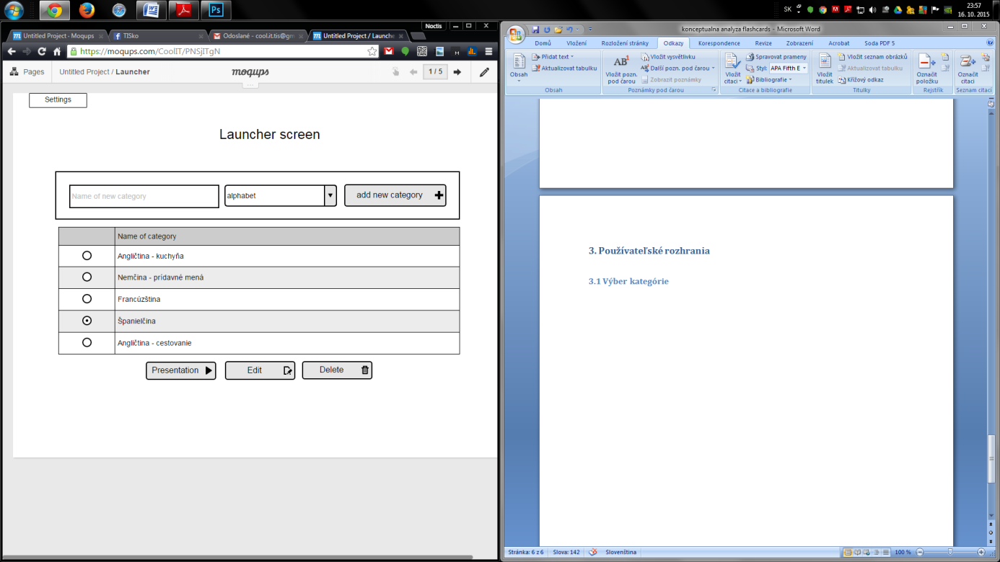 SK
23:57
16. 10. 2015
Noctis
Untitled Project - Moqups
TISko
Odoslané - cool.it.tis@gm
Untitled Project / Launche
https://moqups.com/CoolIT/PNSjITgN
Pages
Untitled Project / Launcher
moqups
1 / 5
Settings
Launcher screen
Name of new category
alphabet
add new category
Name of category
Angličtina - kuchyňa
Nemčina - prídavné mená
Francúzština
Španielčina
Angličtina - cestovanie
Presentation
Edit
Delete
konceptualna analyza flashcards - Microsoft Word
Domů
Vložení
Rozložení stránky
Odkazy
Korespondence
Revize
Zobrazení
Acrobat
Soda PDF 5
Obsah
Přidat text
Aktualizovat tabulku
Obsah
AB1
Vložit pozn.
pod čarou
Vložit vysvětlivku
Další pozn. pod čarou
Zobrazit poznámky
Poznámky pod čarou
Vložit
citaci
Spravovat prameny
Styl: APA Fifth E
Bibliografie
Citace a bibliografie
Vložit
titulek
Vložit seznam obrázků
Aktualizovat tabulku
Křížový odkaz
Titulky
Označit
položku
Rejstřík
Označit
citaci
Seznam citací
3. Používateľské rozhrania
3.1 Výber kategórie
Stránka: 6 z 6
Slova: 142
Slovenština
100 %